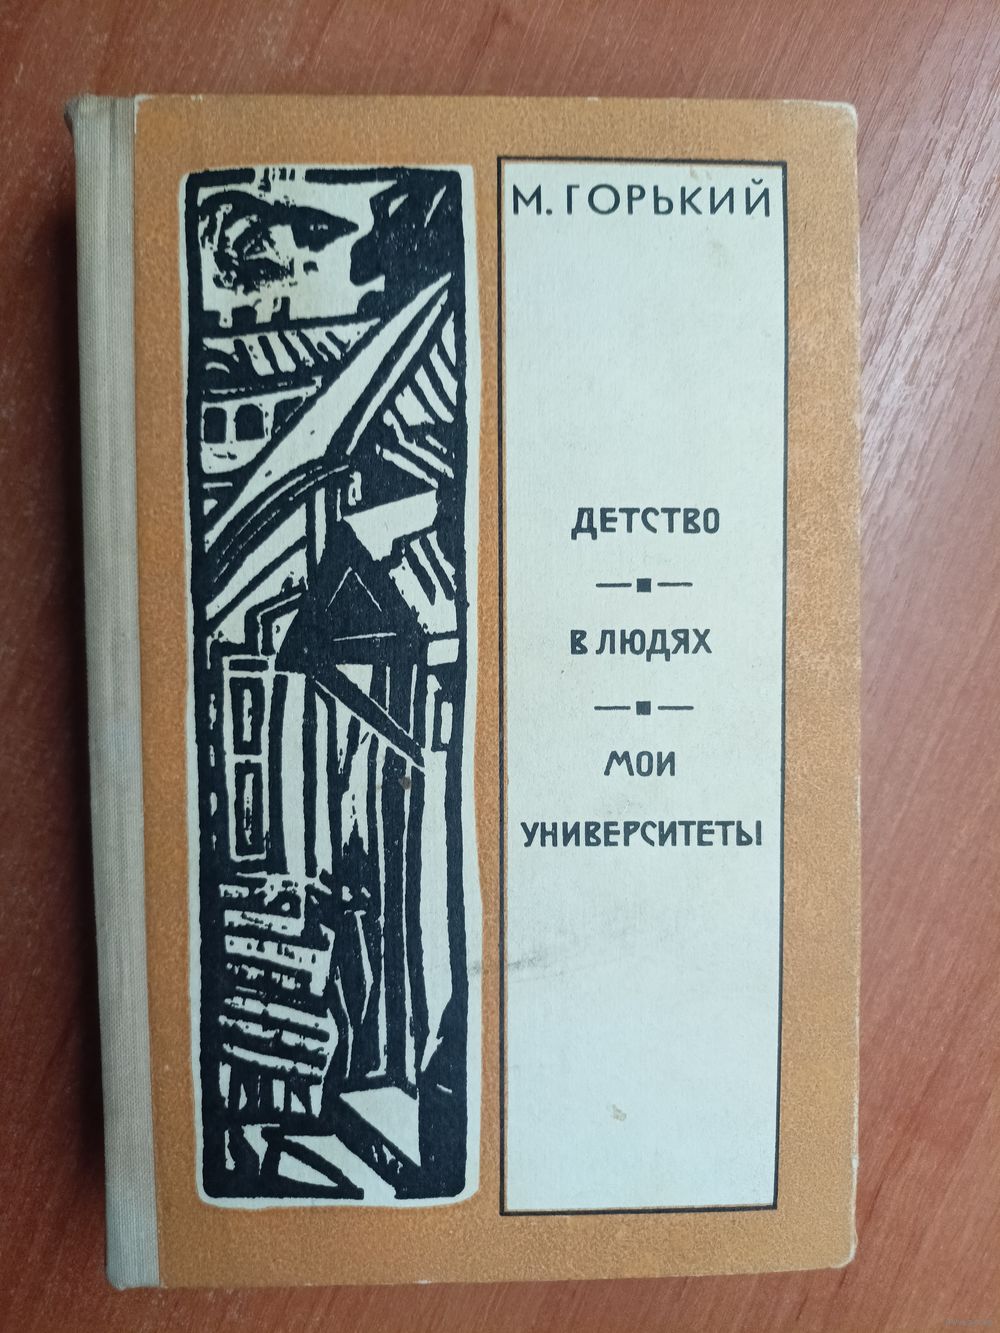 М. ГОРЬКИЙ
ДЕТСТВО
В ЛЮДЯХ
МОИ
УНИВЕРСИТЕТЫ